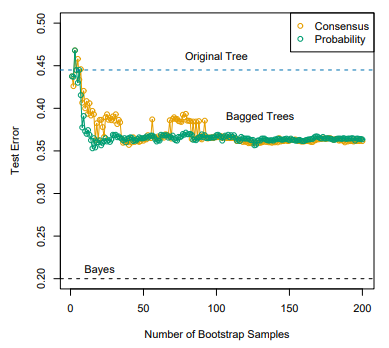 Consensus
Probability
Original Tree
Bagged Trees
Bayes
Test Error
0.50
0.45
0.40
0.35
0.30
0.25
0.20
0 50 100 150 200
Number of Bootstrap Samples